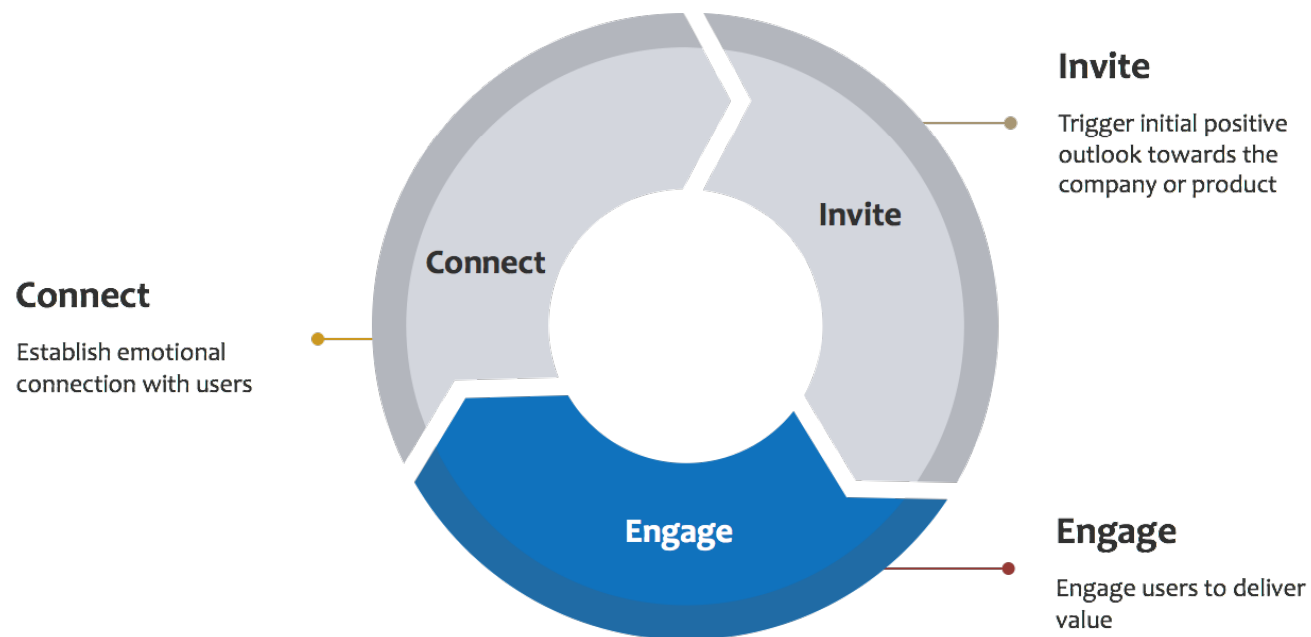 Invite
Trigger initial positive
outlook towards the
company or product
Invite
Connect
Connect
Establish emotional
connection with users
Engage
Engage
Engage users to deliver
value